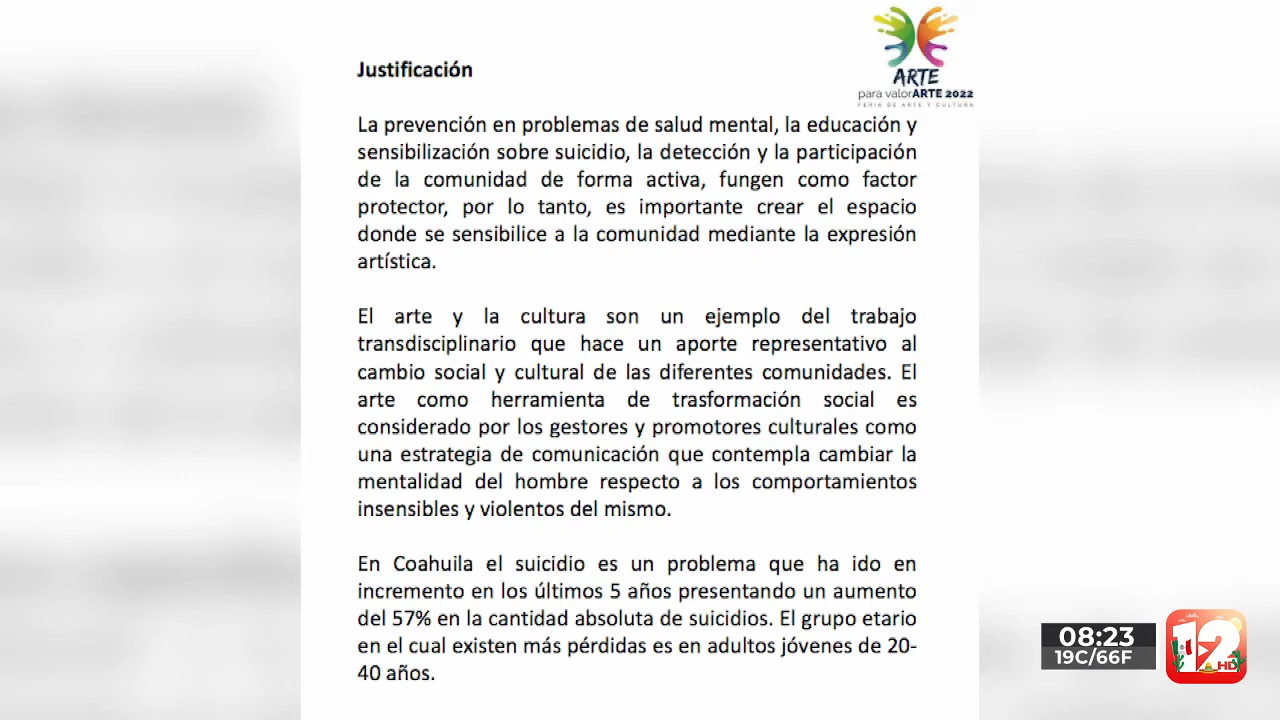 ARTE
para valorARTE 2022
FERIA DE ARTE Y CULTURA
Justificación
La prevención en problemas de salud mental, la educación y
sensibilización sobre suicidio, la detección y la participación
de la comunidad de forma activa, fungen como factor
protector, por lo tanto, es importante crear el espacio
donde se sensibilice a la comunidad mediante la expresión
artística.
El arte y la cultura son un ejemplo del trabajo
transdisciplinario que hace un aporte representativo al
cambio social y cultural de las diferentes comunidades. El
arte como herramienta de trasformación social es
considerado por los gestores y promotores culturales como
una estrategia de comunicación que contempla cambiar la
mentalidad del hombre respecto a los comportamientos
insensibles y violentos del mismo.
En Coahuila el suicidio es un problema que ha ido en
incremento en los últimos 5 años presentando un aumento
del 57% en la cantidad absoluta de suicidios. El grupo etario
en el cual existen más pérdidas es en adultos jóvenes de 20-
40 años.
08:23
19C/66F
12
HD